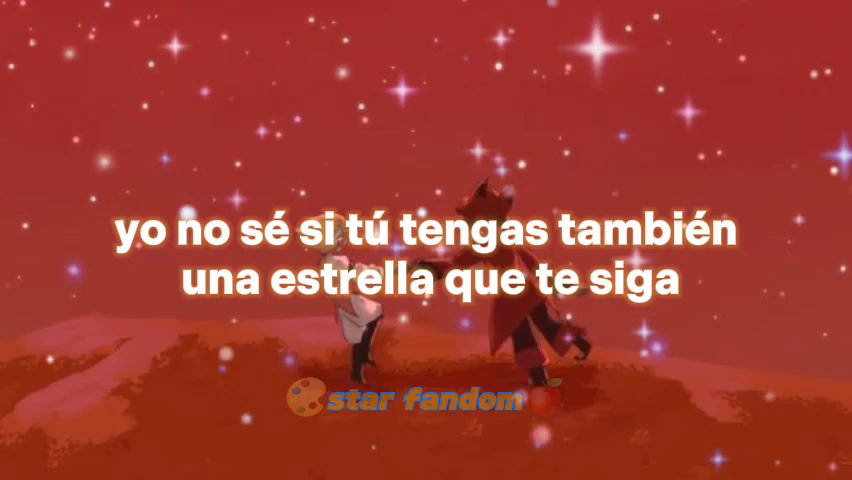 yo no sé si tú tengas también
una estrella que te siga
star fandom